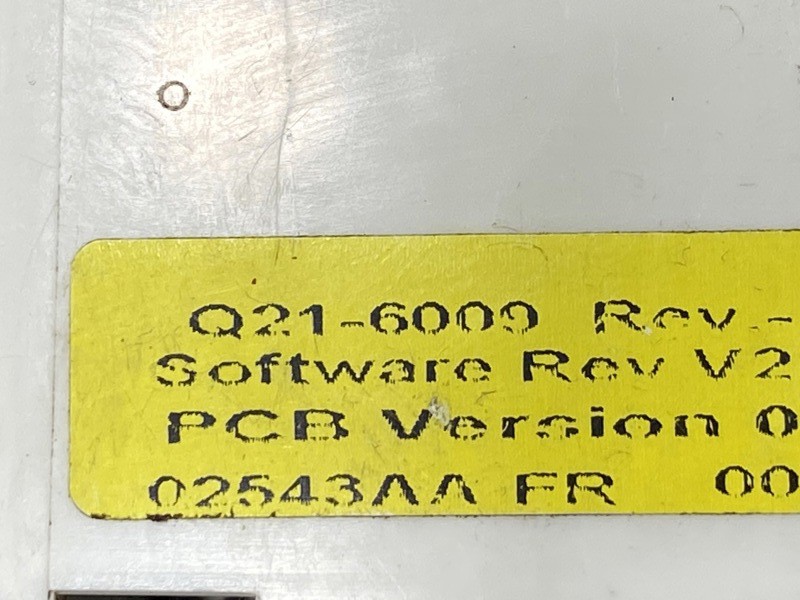 Q21-6009 Rev -
Software Rev V2
PCB Version 0
02543AA FR 00